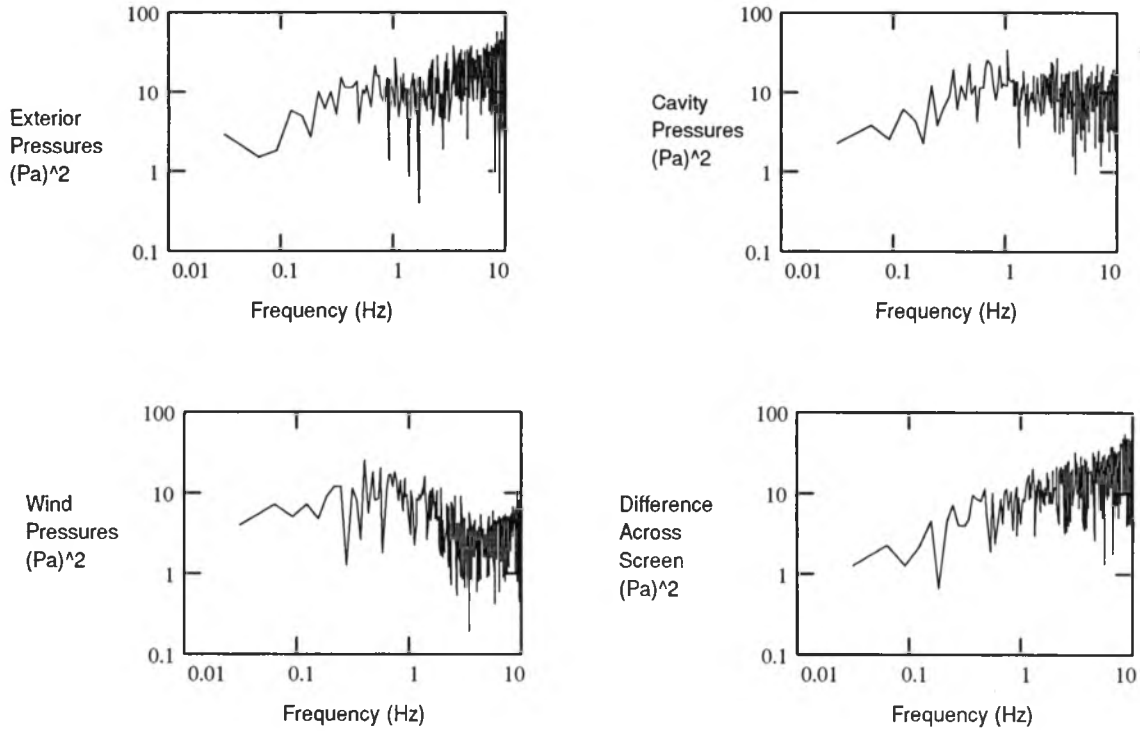 100
10
1
0.1
Exterior
Pressures
(Pa)^2
0.01 0.1 1 10
Frequency (Hz)
100
10
1
0.1
Cavity
Pressures
(Pa)^2
0.01 0.1 1 10
Frequency (Hz)
100
10
1
0.1
Wind
Pressures
(Pa)^2
0.01 0.1 1 10
Frequency (Hz)
100
10
1
0.1
Difference
Across
Screen
(Pa)^2
0.01 0.1 1 10
Frequency (Hz)